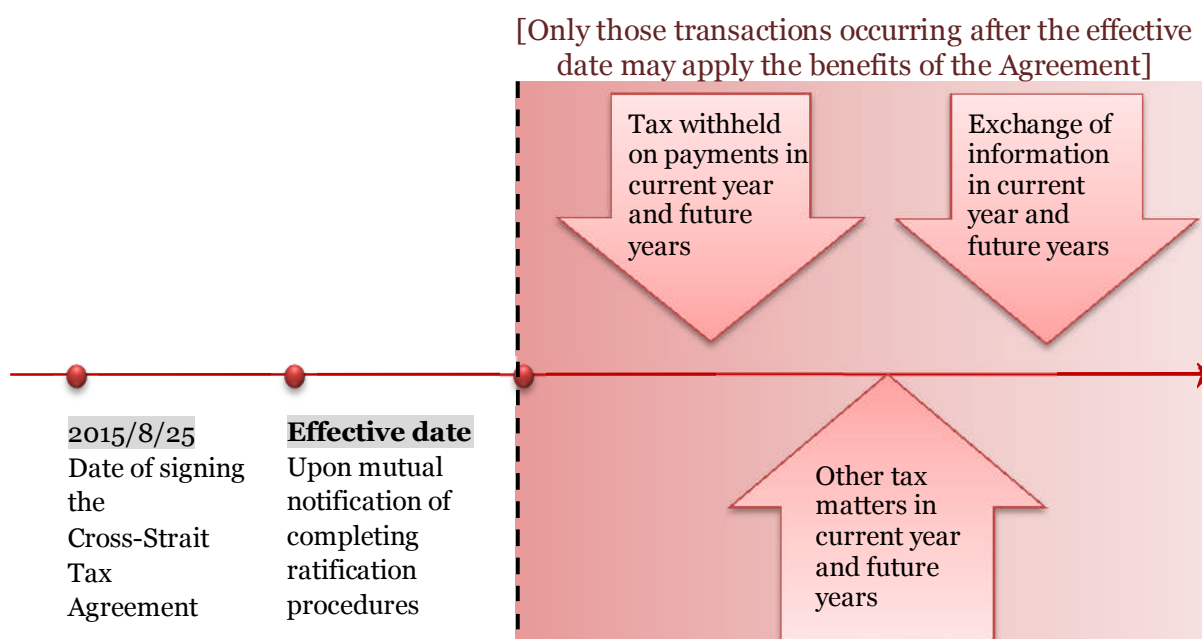 [Only those transactions occurring after the effective
date may apply the benefits of the Agreement]
Tax withheld
on payments in
current year
and future
years
Exchange of
information
in current
year and
future years
2015/8/25
Date of signing
the
Cross-Strait
Tax
Agreement
Effective date
Upon mutual
notification of
completing
ratification
procedures
Other tax
matters in
current year
and future
years